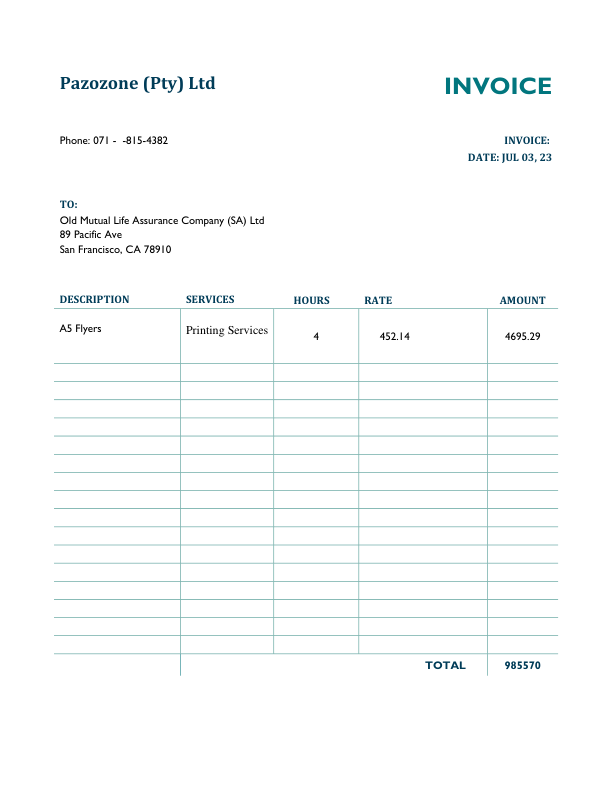 Pazozone (Pty) Ltd
INVOICE
Phone: 071 -  -815-4382
INVOICE:
DATE: JUL 03, 23
TO:
Old Mutual Life Assurance Company (SA) Ltd
89 Pacific Ave
San Francisco, CA 78910
DESCRIPTION SERVICES HOURS RATE AMOUNT
A5 Flyers Printing Services 4 452.14 4695.29
TOTAL 985570